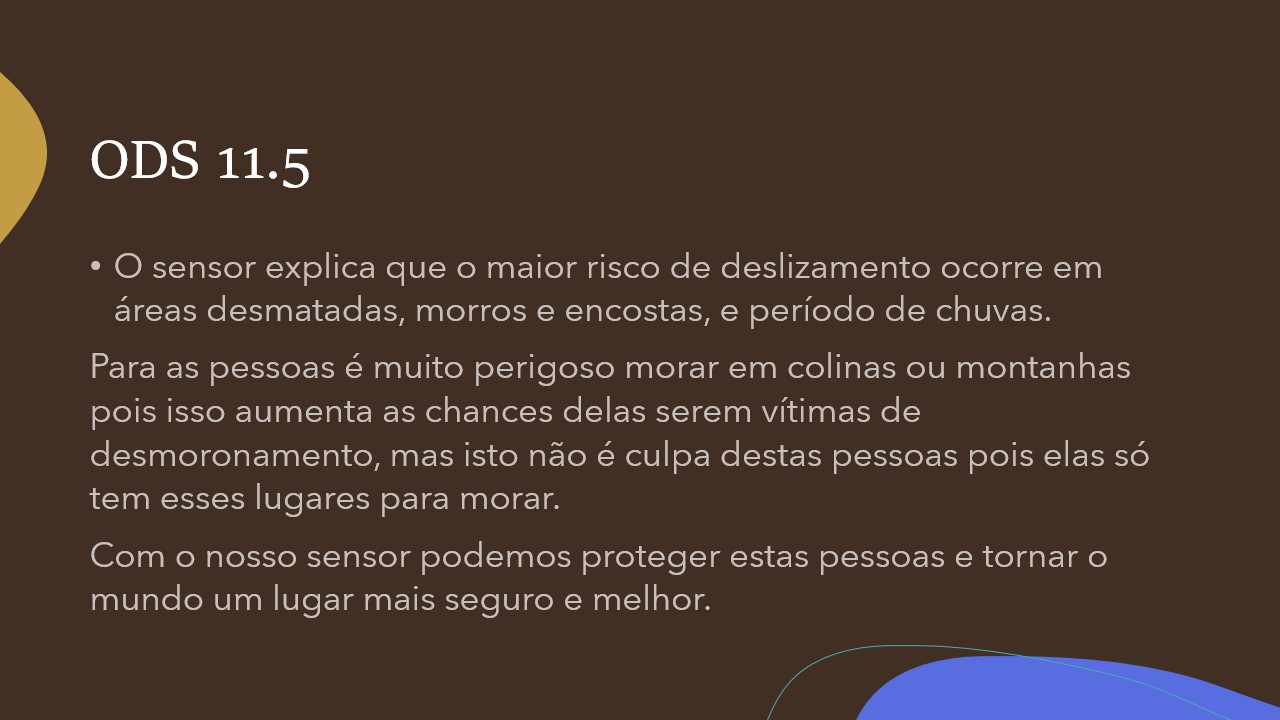 ODS 11.5
• O sensor explica que o maior risco de deslizamento ocorre em
áreas desmatadas, morros e encostas, e período de chuvas.
Para as pessoas é muito perigoso morar em colinas ou montanhas
pois isso aumenta as chances delas serem vítimas de
desmoronamento, mas isto não é culpa destas pessoas pois elas só
tem esses lugares para morar.
Com o nosso sensor podemos proteger estas pessoas e tornar o
mundo um lugar mais seguro e melhor.